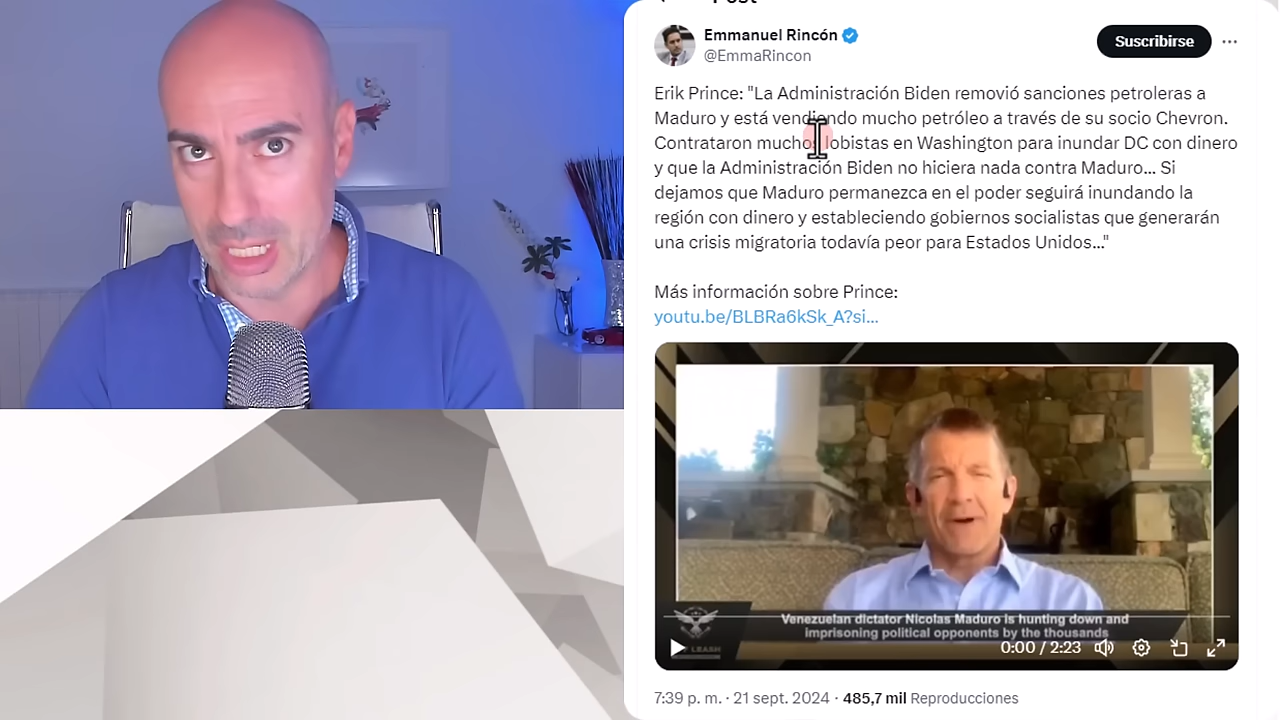 Emmanuel Rincón
@EmmaRincon
Suscribirse
Erik Prince: "La Administración Biden removió sanciones petroleras a
Maduro y está vendiendo mucho petróleo a través de su socio Chevron.
Contrataron muchos lobistas en Washington para inundar DC con dinero
y que la Administración Biden no hiciera nada contra Maduro... Si
dejamos que Maduro permanezca en el poder seguirá inundando la
región con dinero y estableciendo gobiernos socialistas que generarán
una crisis migratoria todavía peor para Estados Unidos..."
Más información sobre Prince:
youtu.be/BLBRa6kSk_A?si...
Venezuelan dictator Nicolas Maduro is hunting down and
imprisoning political opponents by the thousands
LEASH
0:00 / 2:23
7:39 p. m. · 21 sept. 2024 · 485,7 mil Reproducciones